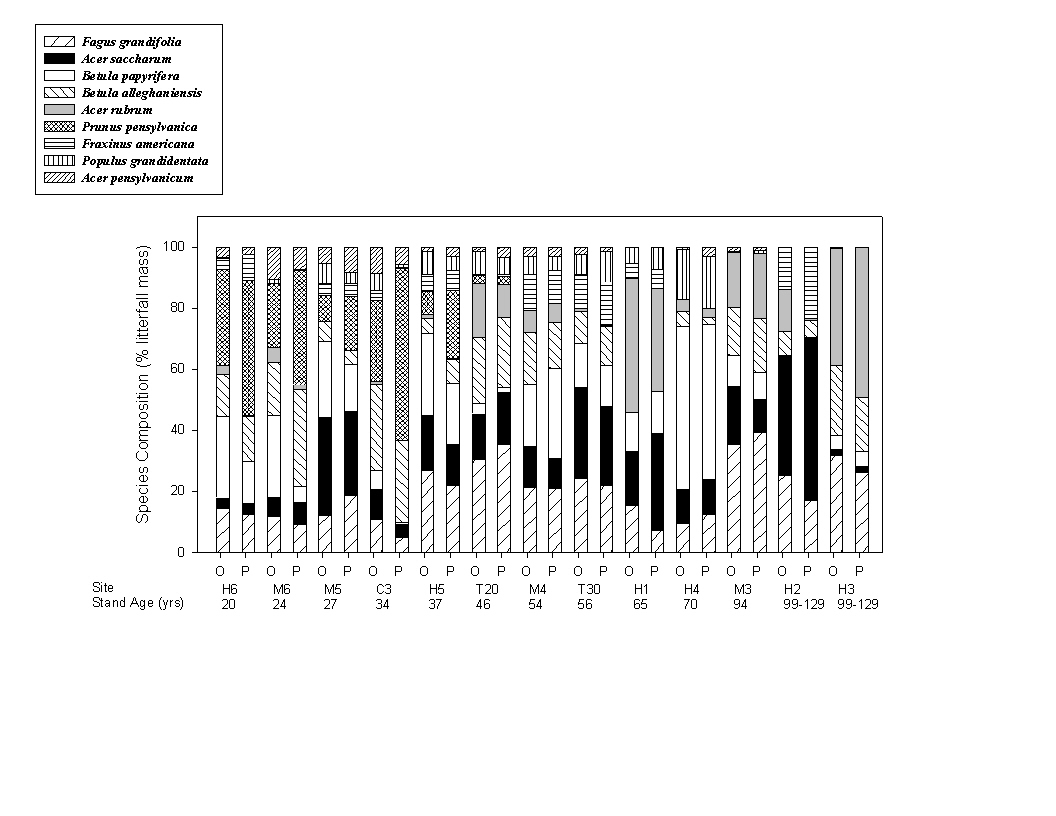 Fagus grandifolia
Acer saccharum
Betula papyrifera
Betula alleghaniensis
Acer rubrum
Prunus pensylvanica
Fraxinus americana
Populus grandidentata
Acer pensylvanicum
Species Composition (% litterfall mass)
100
80
60
40
20
0
O P O P O P O P O P O P O P O P O P O P O P O P O P
Site H6 M6 M5 C3 H5 T20 M4 T30 H1 H4 M3 H2 H3
Stand Age (yrs) 20 24 27 34 37 46 54 56 65 70 94 99-129 99-129